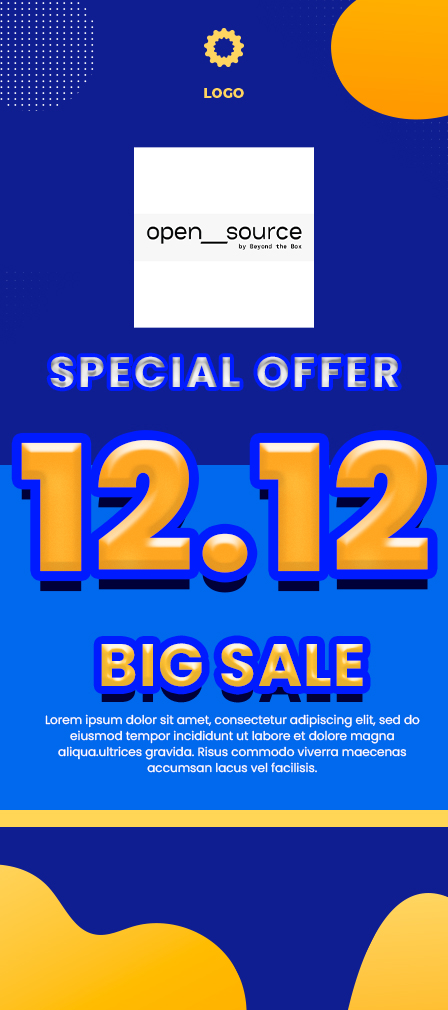 LOGO
open__source
by Beyond the Box
SPECIAL OFFER
12.12
BIG SALE
Lorem ipsum dolor sit amet, consectetur adipiscing elit, sed do
eiusmod tempor incididunt ut labore et dolore magna
aliqua.ultrices gravida. Risus commodo viverra maecenas
accumsan lacus vel facilisis.